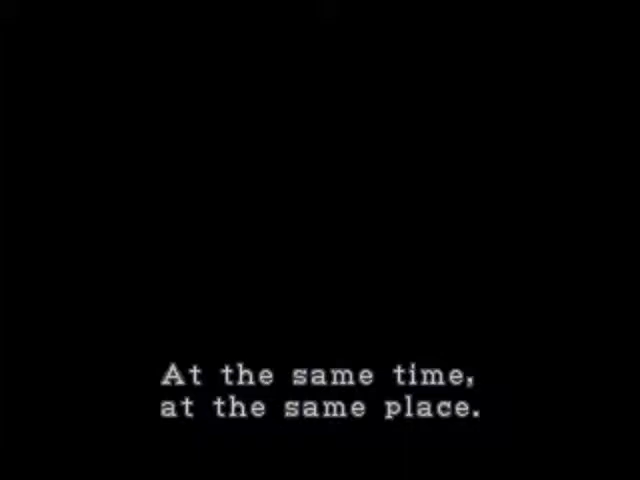 At the same time,
at the same place.